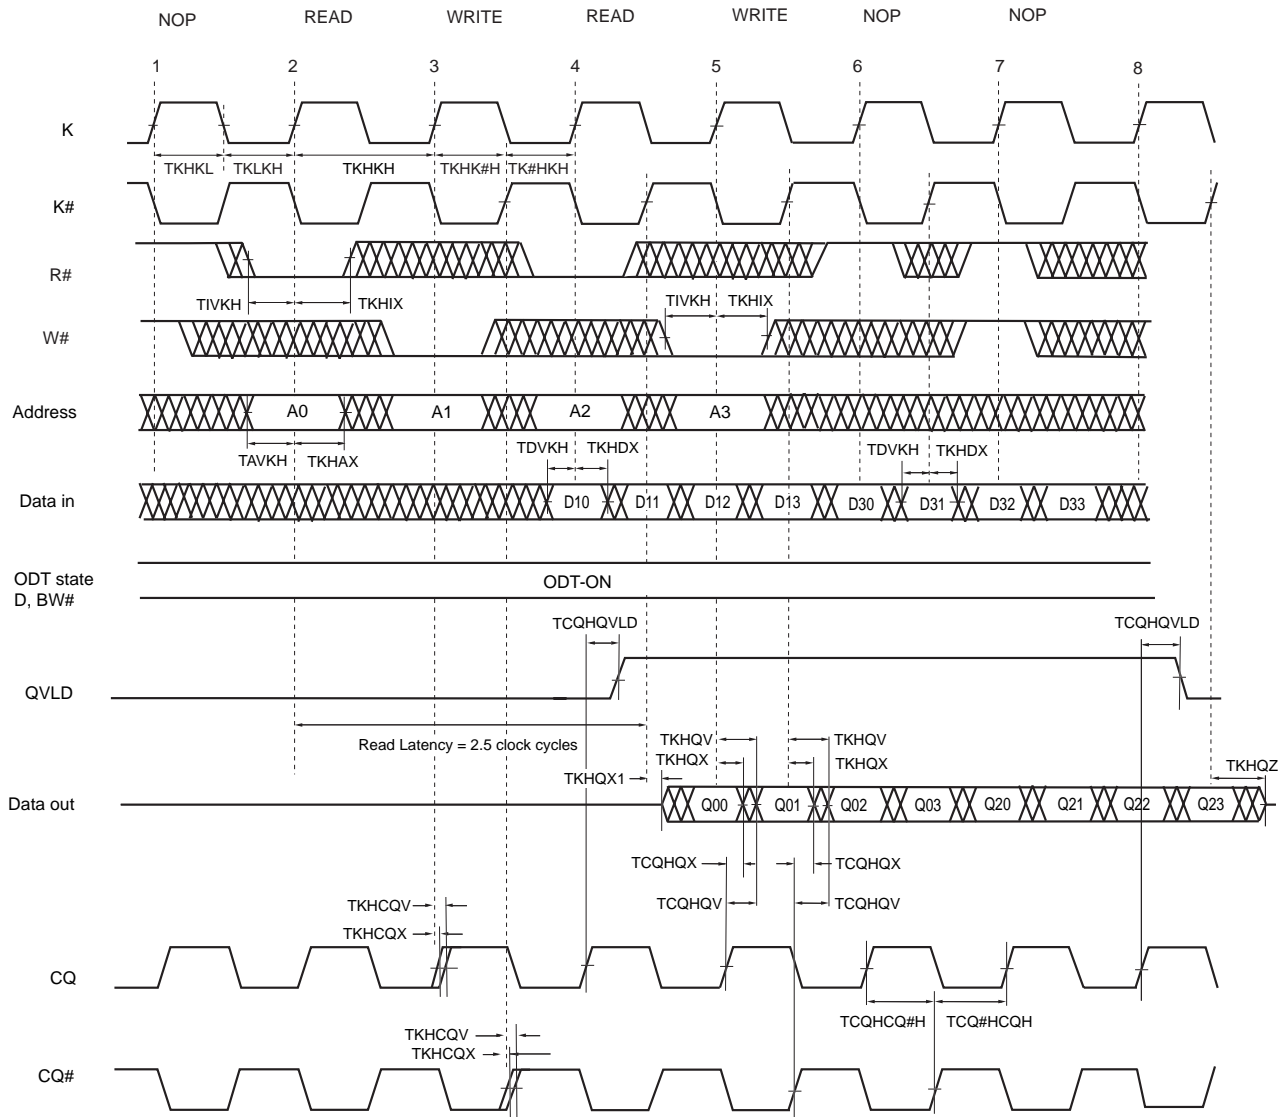 NOP READ WRITE READ WRITE NOP NOP
1 2 3 4 5 6 7 8
K
TKHKL TKLKH TKHKH TKHK#H TK#HKH
K#
R#
TIVKH TKHIX TIVKH TKHIX
W#
Address A0 A1 A2 A3
TAVKH TKHAX TDVKH TKHDX TDVKH TKHDX
Data in D10 D11 D12 D13 D30 D31 D32 D33
ODT state
D, BW#
ODT-ON
TCQHQVLD TCQHQVLD
QVLD
Read Latency = 2.5 clock cycles
TKHQV TKHQV
TKHQX TKHQX
TKHQX1 TKHQZ
Data out Q00 Q01 Q02 Q03 Q20 Q21 Q22 Q23
TCQHQX TCQHQX
TKHCQV TCQHQV TCQHQV
TKHCQX
CQ
TCQHCQ#H TCQ#HCQH
TKHCQV
TKHCQX
CQ#